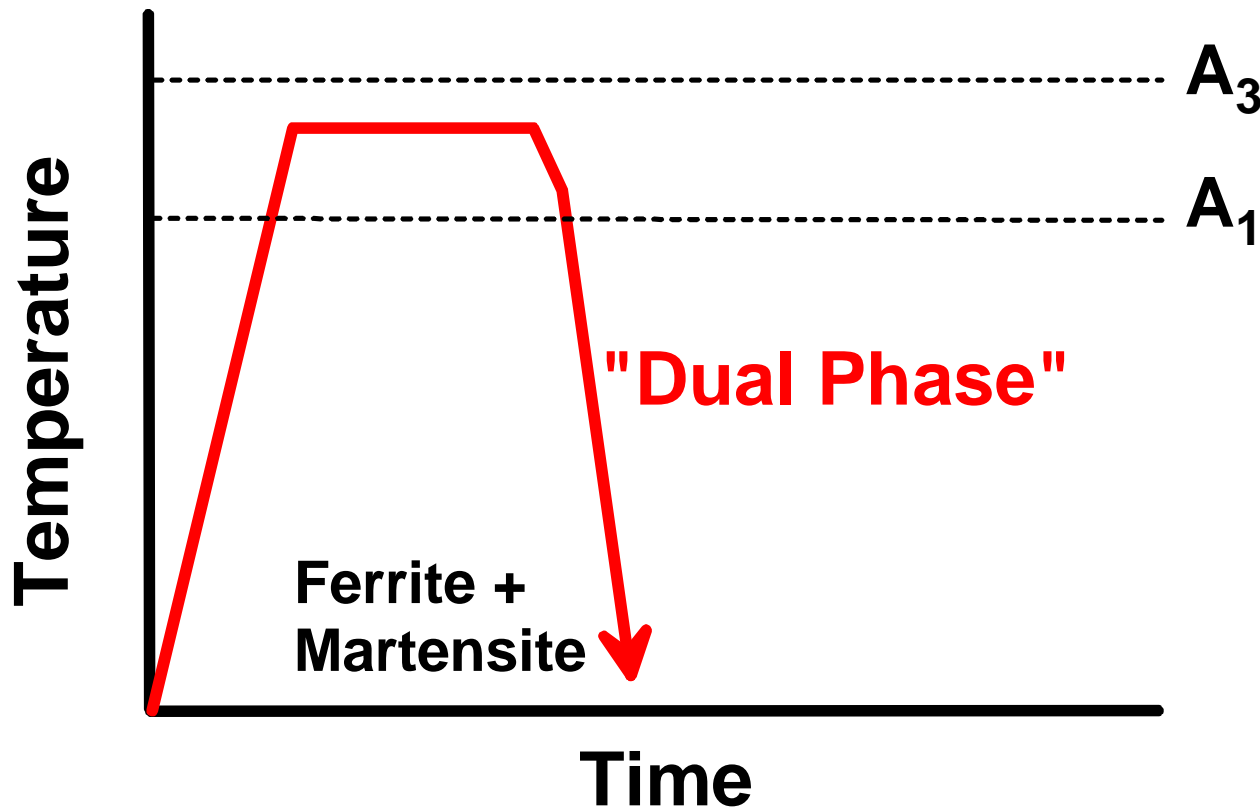 A₃
A₁
Temperature
"Dual Phase"
Ferrite +
Martensite
Time